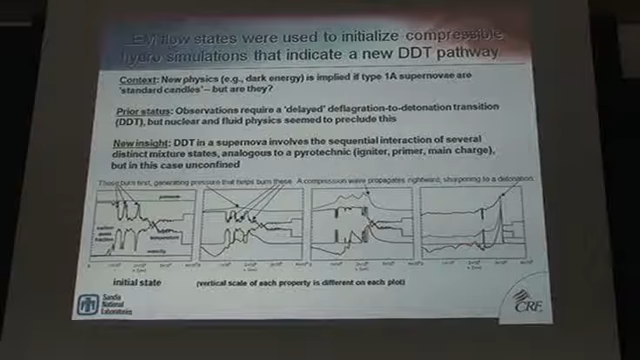 LEM flow states were used to initialize compressible
hydro simulations that indicate a new DDT pathway
Context: New physics (e.g., dark energy) is implied if type 1A supernovae are
'standard candles' – but are they?
Prior status: Observations require a 'delayed' deflagration-to-detonation transition
(DDT), but nuclear and fluid physics seemed to preclude this
New insight: DDT in a supernova involves the sequential interaction of several
distinct mixture states, analogous to a pyrotechnic (igniter, primer, main charge),
but in this case unconfined
These burn first, generating pressure that helps burn these. A compression wave propagates rightward, sharpening to a detonation.
pressure
carbon
mass
fraction
temperature
velocity
initial state
(vertical scale of each property is different on each plot)
Sandia
National
Laboratories
CRF